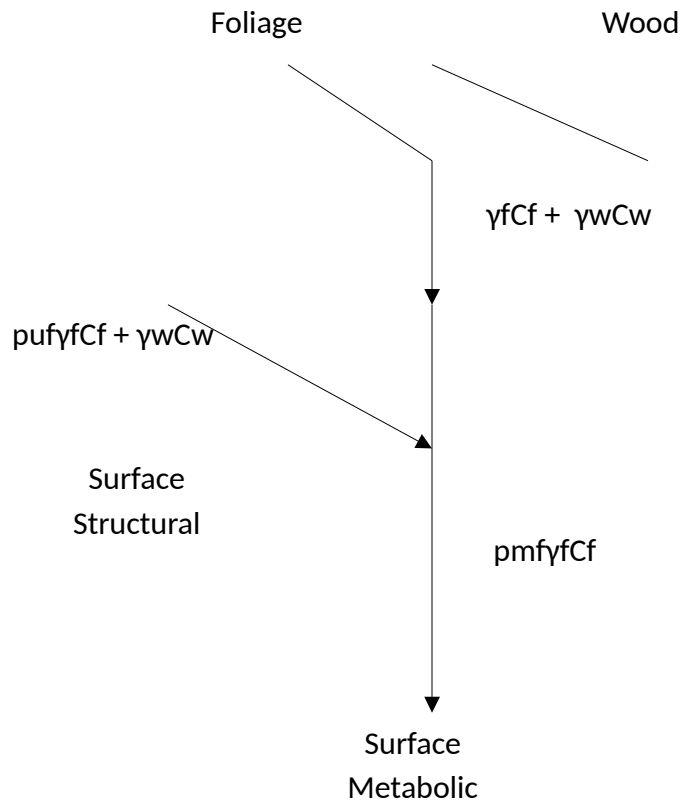 Foliage
Wood
γfCf +  γwCw
pufγfCf + γwCw
Surface
Structural
pmfγfCf
Surface
Metabolic